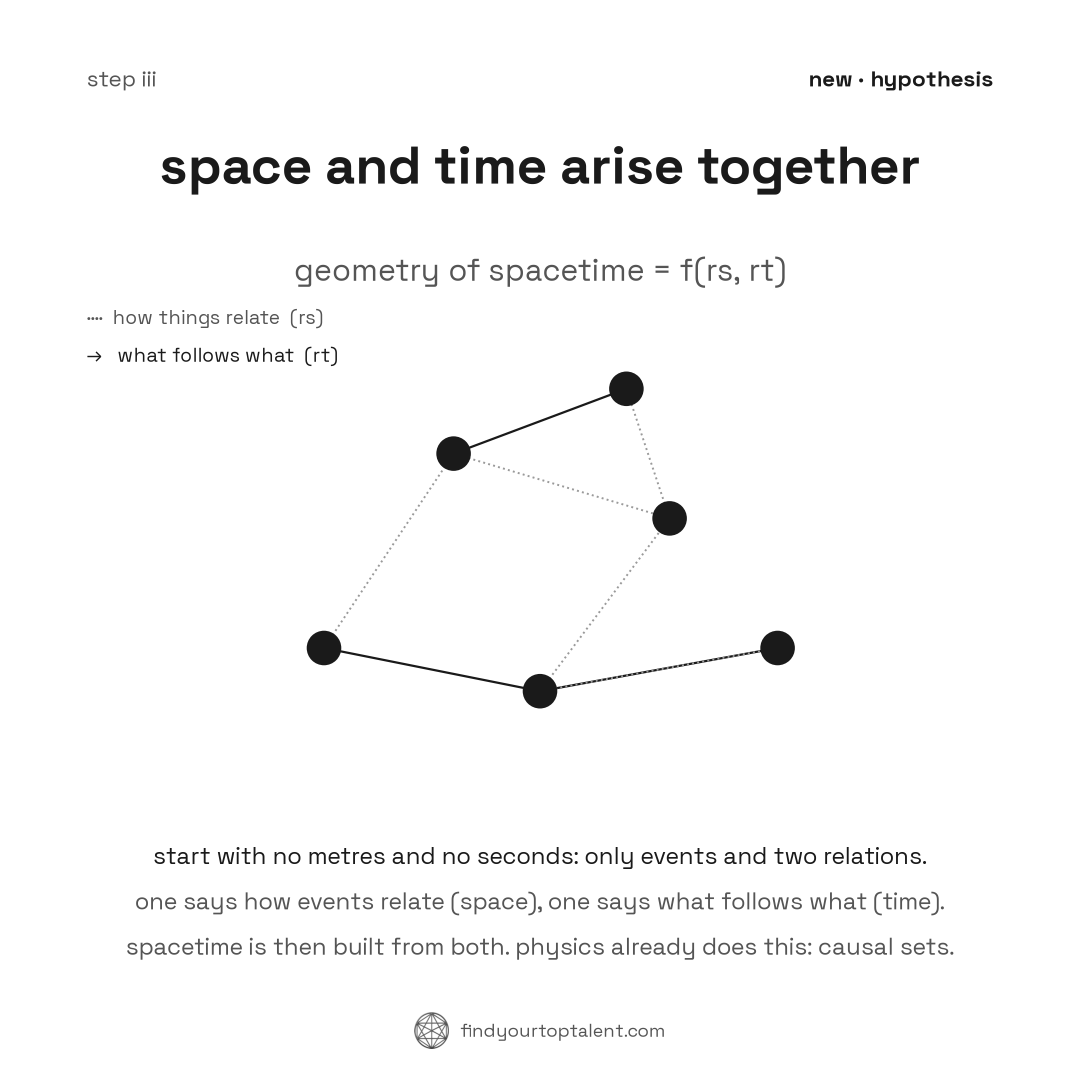 step iii
new · hypothesis
space and time arise together
geometry of spacetime = f(rs, rt)
···· how things relate (rs)
→ what follows what (rt)
start with no metres and no seconds: only events and two relations.
one says how events relate (space), one says what follows what (time).
spacetime is then built from both. physics already does this: causal sets.
findyourtoptalent.com